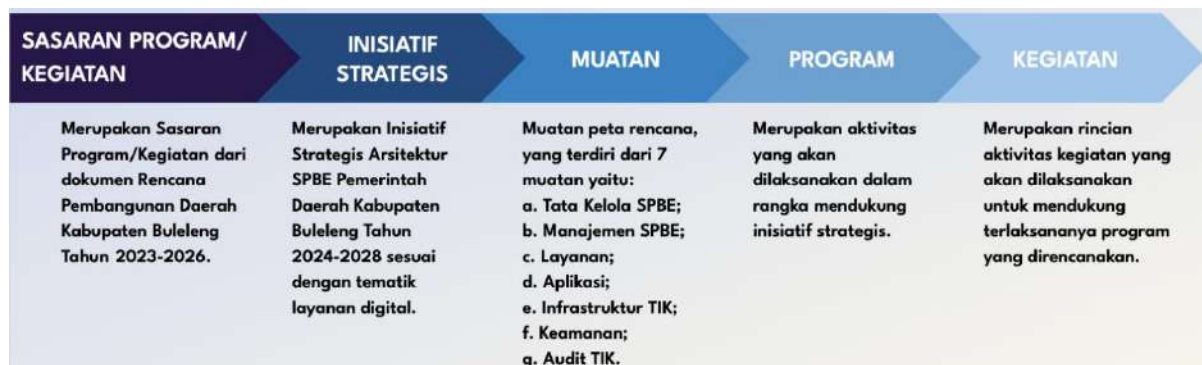 SASARAN PROGRAM/
KEGIATAN
INISIATIF
STRATEGIS
MUATAN
PROGRAM
KEGIATAN
Merupakan Sasaran
Program/Kegiatan dari
dokumen Rencana
Pembangunan Daerah
Kabupaten Buleleng
Tahun 2023-2026.
Merupakan Inisiatif
Strategis Arsitektur
SPBE Pemerintah
Daerah Kabupaten
Buleleng Tahun
2024-2028 sesuai
dengan tematik
layanan digital.
Muatan peta rencana,
yang terdiri dari 7
muatan yaitu:
a. Tata Kelola SPBE;
b. Manajemen SPBE;
c. Layanan;
d. Aplikasi;
e. Infrastruktur TIK;
f. Keamanan;
g. Audit TIK.
Merupakan aktivitas
yang akan
dilaksanakan dalam
rangka mendukung
inisiatif strategis.
Merupakan rincian
aktivitas kegiatan yang
akan dilaksanakan
untuk mendukung
terlaksananya program
yang direncanakan.